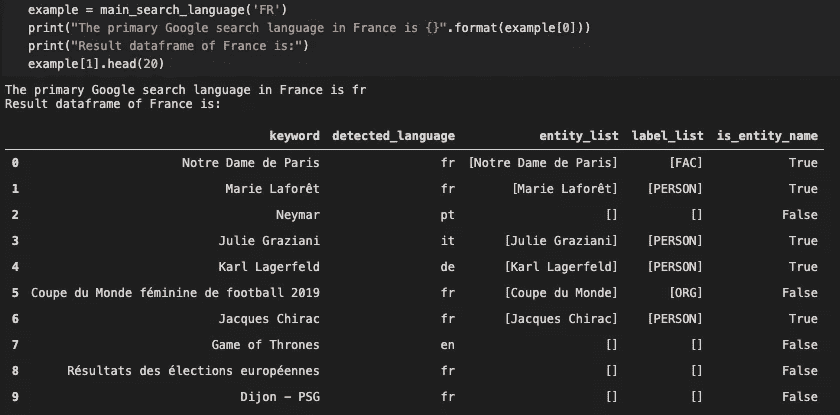 example = main_search_language('FR')
print("The primary Google search language in France is {}".format(example[0]))
print("Result dataframe of France is:")
example[1].head(20)
The primary Google search language in France is fr
Result dataframe of France is:
keyword detected_language entity_list label_list is_entity_name
0 Notre Dame de Paris fr [Notre Dame de Paris] [FAC] True
1 Marie Laforêt fr [Marie Laforêt] [PERSON] True
2 Neymar pt [] [] False
3 Julie Graziani it [Julie Graziani] [PERSON] True
4 Karl Lagerfeld de [Karl Lagerfeld] [PERSON] True
5 Coupe du Monde féminine de football 2019 fr [Coupe du Monde] [ORG] False
6 Jacques Chirac fr [Jacques Chirac] [PERSON] True
7 Game of Thrones en [] [] False
8 Résultats des élections européennes fr [] [] False
9 Dijon – PSG fr [] [] False